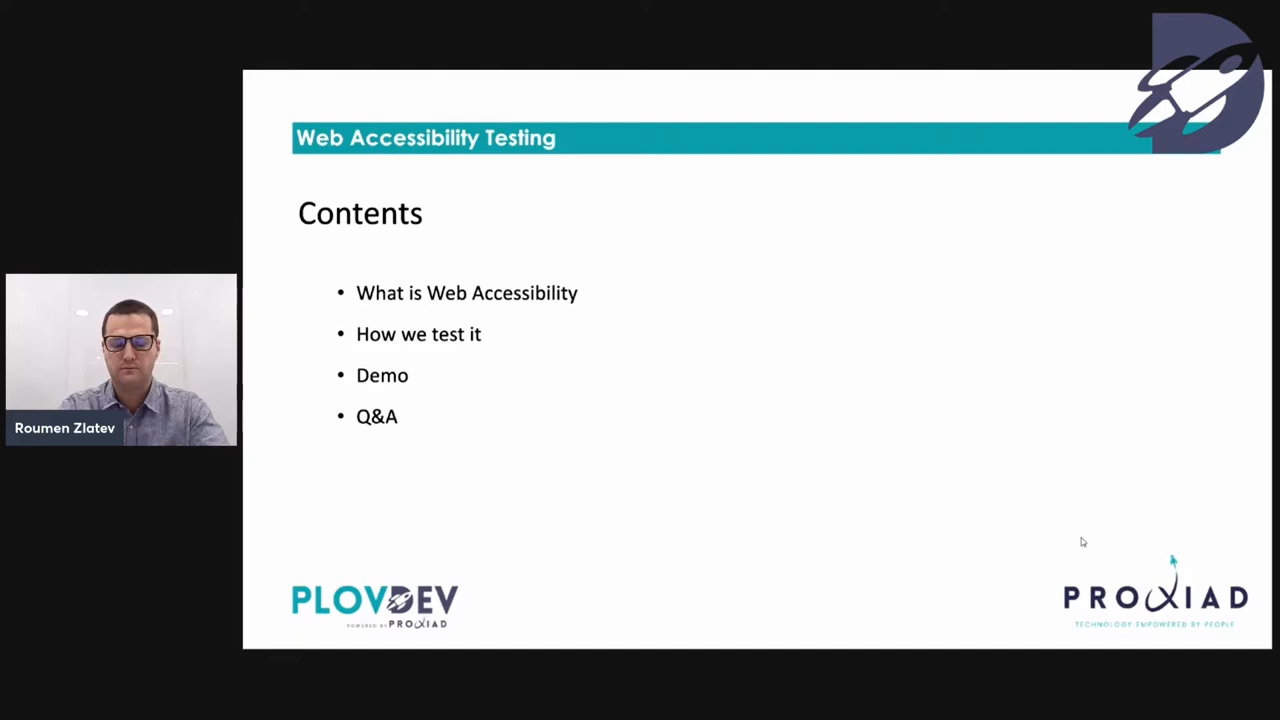 Web Accessibility Testing
Contents
• What is Web Accessibility
• How we test it
• Demo
• Q&A
Roumen Zlatev
PLOVDEV
POWERED BY PROXIAD
PROXIAD
TECHNOLOGY EMPOWERED BY PEOPLE